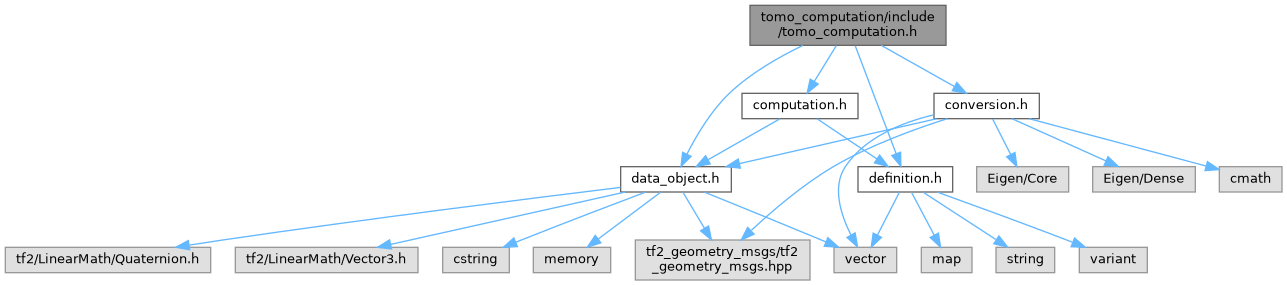 tomo_computation/include
/tomo_computation.h
computation.h
conversion.h
data_object.h
definition.h
Eigen/Core
Eigen/Dense
cmath
tf2/LinearMath/Quaternion.h
tf2/LinearMath/Vector3.h
cstring
memory
tf2_geometry_msgs/tf2
_geometry_msgs.hpp
vector
map
string
variant